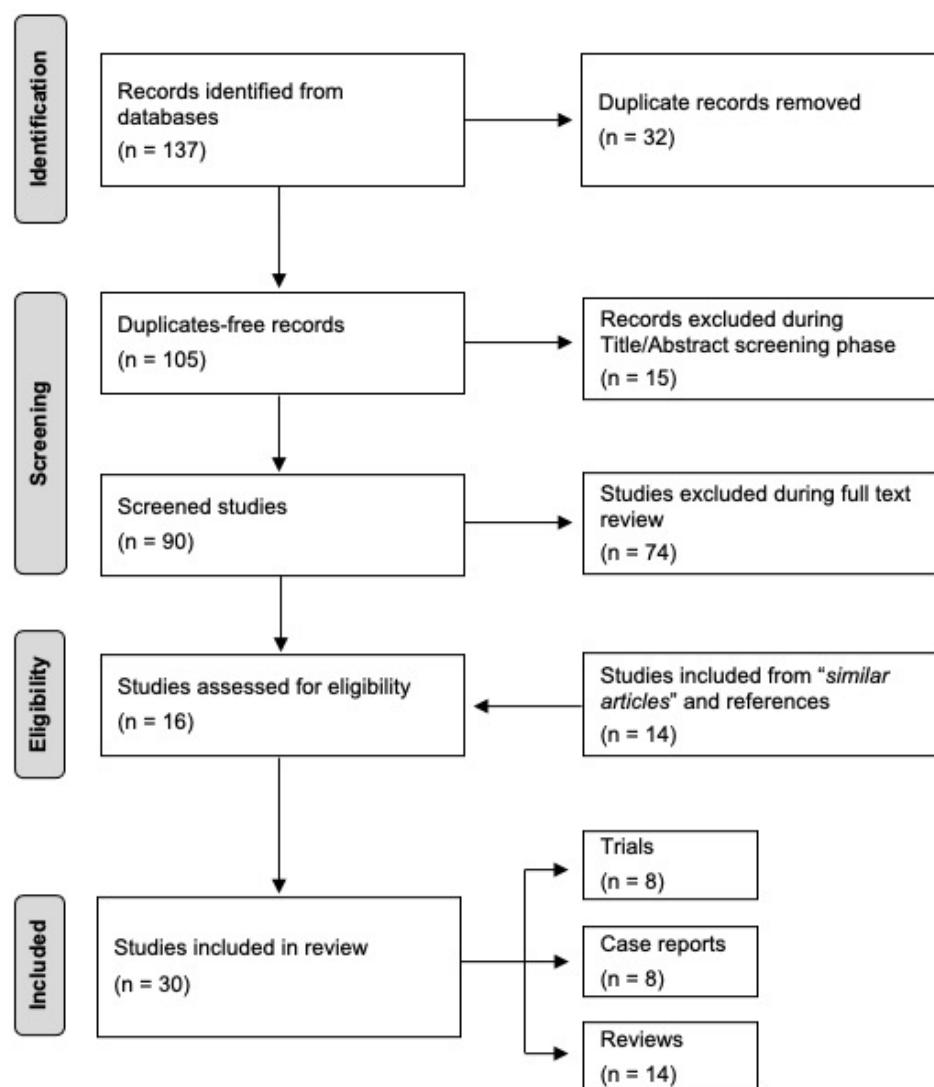 Identification
Records identified from
databases
(n = 137)
Duplicate records removed
(n = 32)
Screening
Duplicates-free records
(n = 105)
Records excluded during
Title/Abstract screening phase
(n = 15)
Screened studies
(n = 90)
Studies excluded during full text
review
(n = 74)
Eligibility
Studies assessed for eligibility
(n = 16)
Studies included from “similar
articles” and references
(n = 14)
Included
Studies included in review
(n = 30)
Trials
(n = 8)
Case reports
(n = 8)
Reviews
(n = 14)